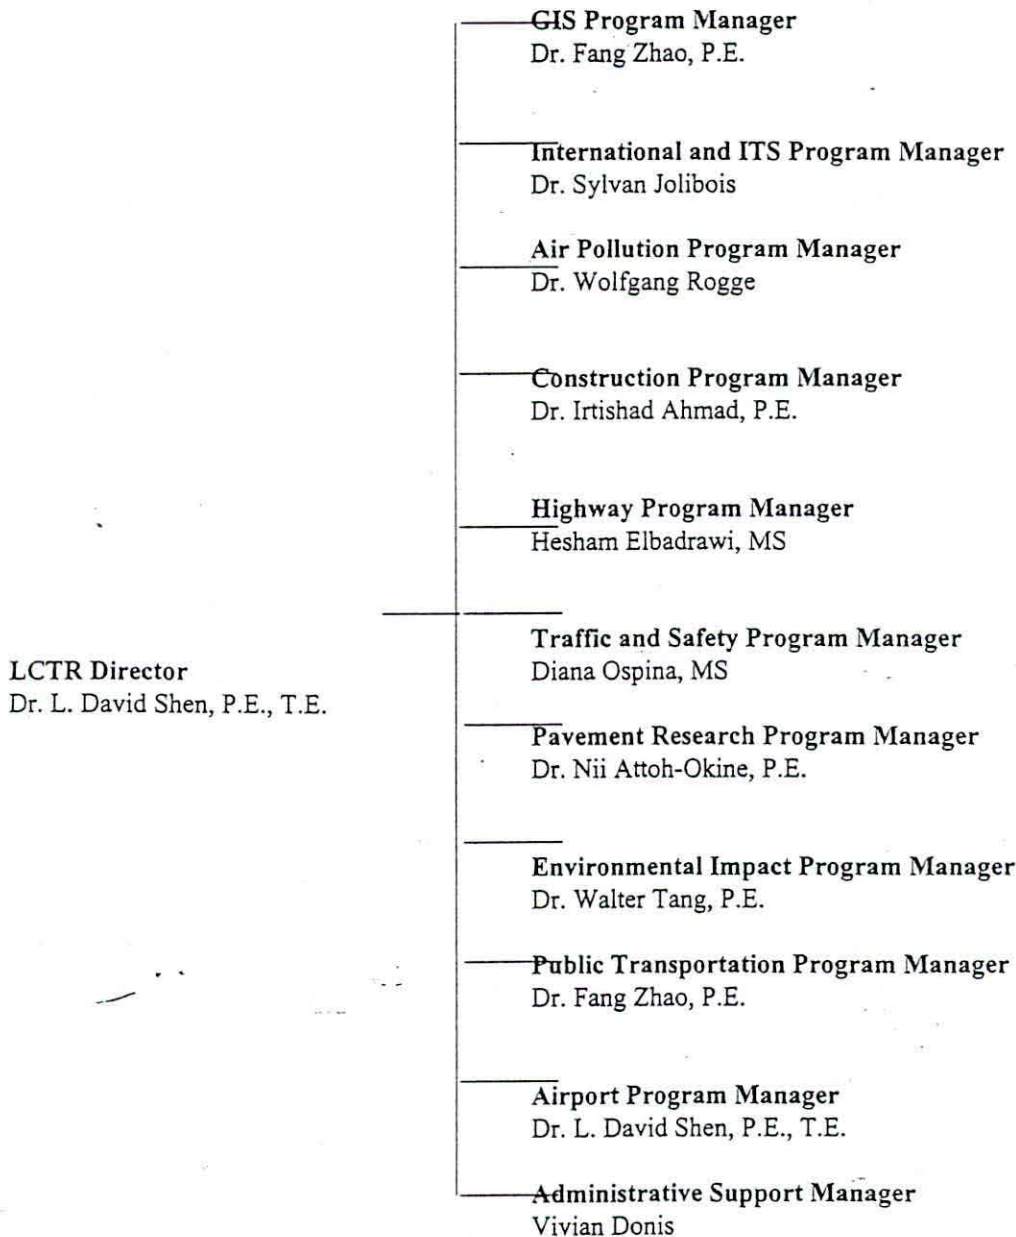 GIS Program Manager
Dr. Fang Zhao, P.E.
International and ITS Program Manager
Dr. Sylvan Jolibois
Air Pollution Program Manager
Dr. Wolfgang Rogge
Construction Program Manager
Dr. Irtishad Ahmad, P.E.
Highway Program Manager
Hesham Elbadrawi, MS
LCTR Director
Dr. L. David Shen, P.E., T.E.
Traffic and Safety Program Manager
Diana Ospina, MS
Pavement Research Program Manager
Dr. Nii Attoh-Okine, P.E.
Environmental Impact Program Manager
Dr. Walter Tang, P.E.
Public Transportation Program Manager
Dr. Fang Zhao, P.E.
Airport Program Manager
Dr. L. David Shen, P.E., T.E.
Administrative Support Manager
Vivian Donis